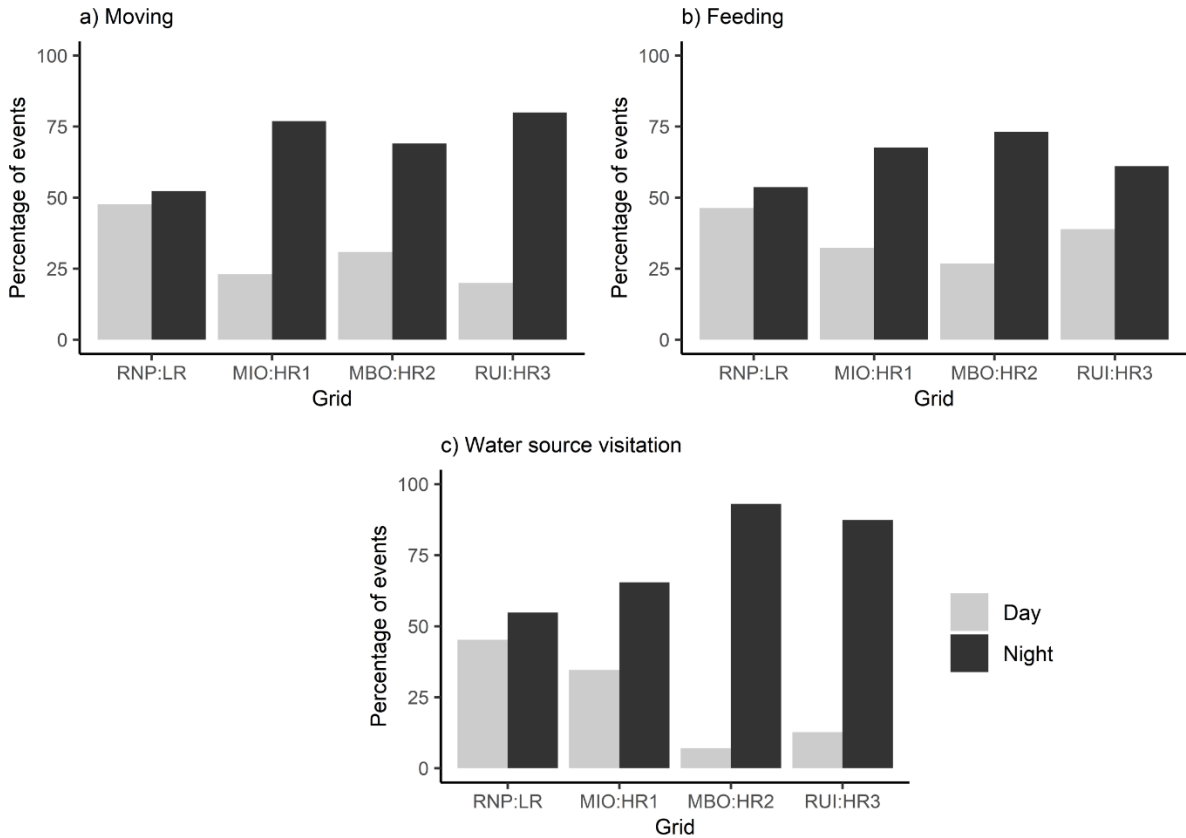 a) Moving
Percentage of events
100
75
50
25
0
RNP:LR MIO:HR1 MBO:HR2 RUI:HR3
Grid
b) Feeding
Percentage of events
100
75
50
25
0
RNP:LR MIO:HR1 MBO:HR2 RUI:HR3
Grid
c) Water source visitation
Percentage of events
100
75
50
25
0
RNP:LR MIO:HR1 MBO:HR2 RUI:HR3
Grid
Day
Night